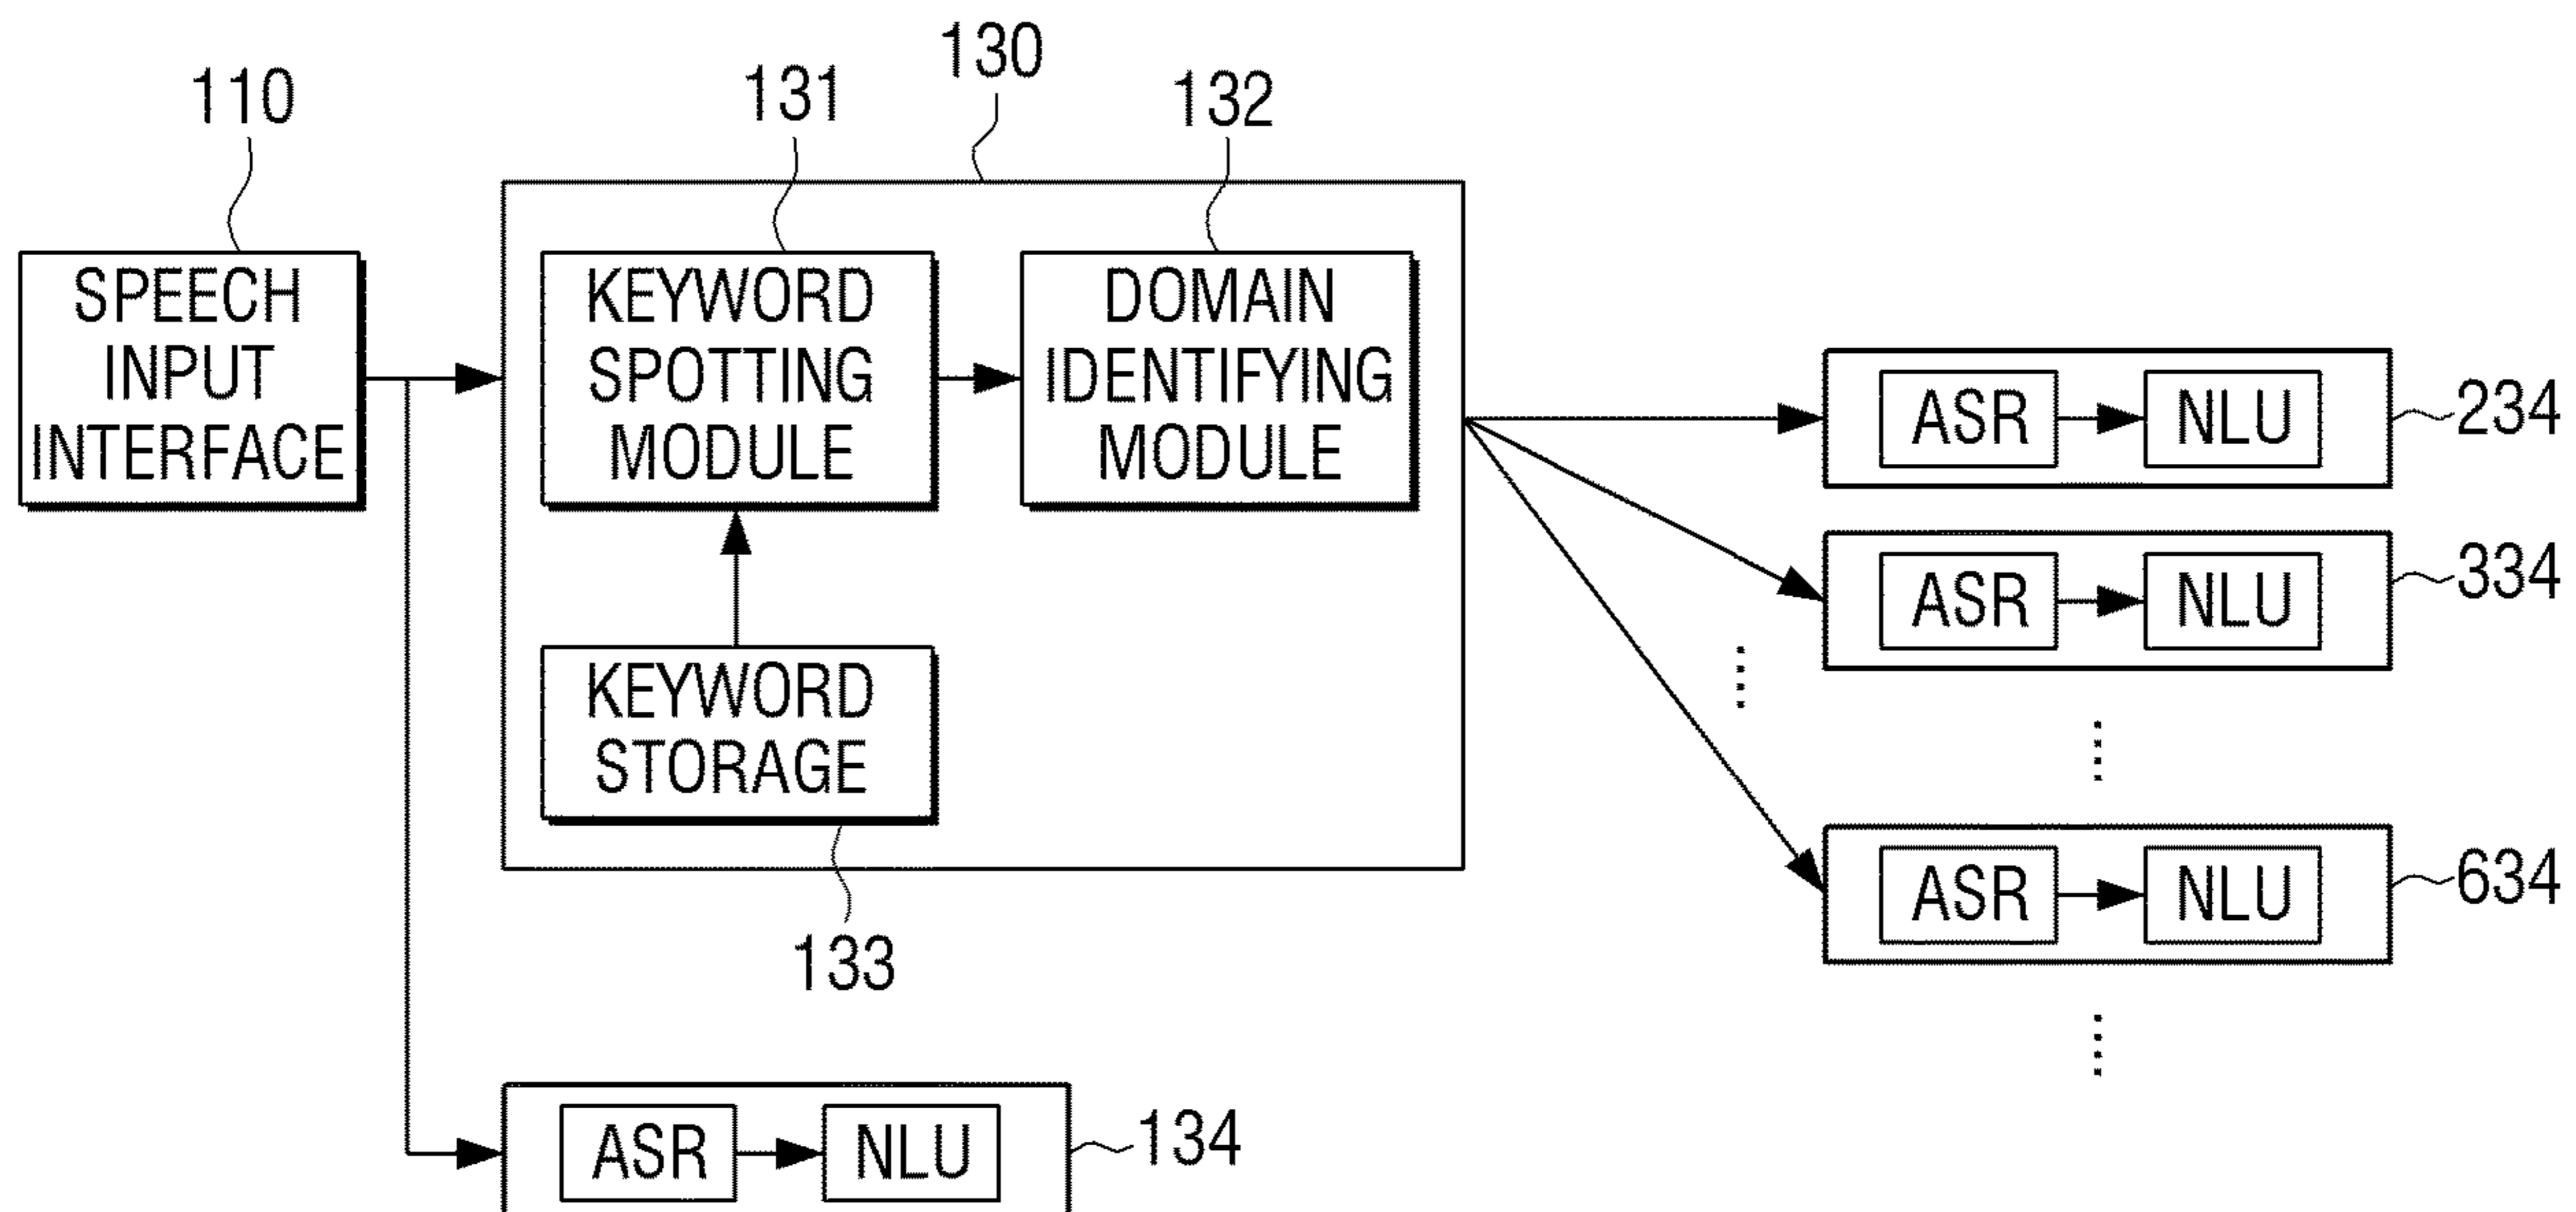 130
110
131
132
SPEECH
INPUT
INTERFACE
KEYWORD
SPOTTING
MODULE
DOMAIN
IDENTIFYING
MODULE
ASR
NLU
234
ASR
NLU
334
KEYWORD
STORAGE
133
ASR
NLU
634
ASR
NLU
134